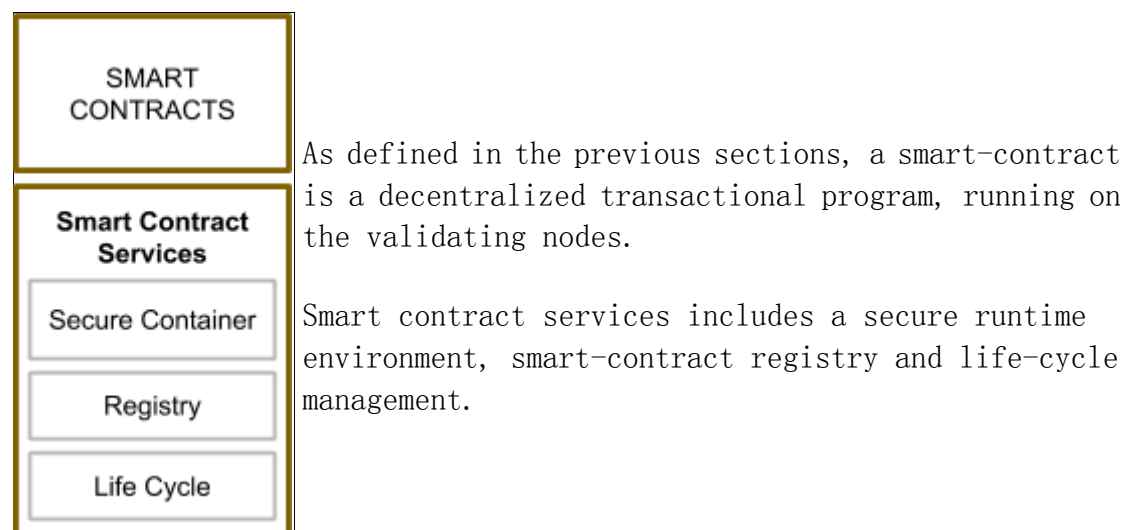 SMART
CONTRACTS
Smart Contract
Services
Secure Container
Registry
Life Cycle
As defined in the previous sections, a smart-contract
is a decentralized transactional program, running on
the validating nodes.
Smart contract services includes a secure runtime
environment, smart-contract registry and life-cycle
management.